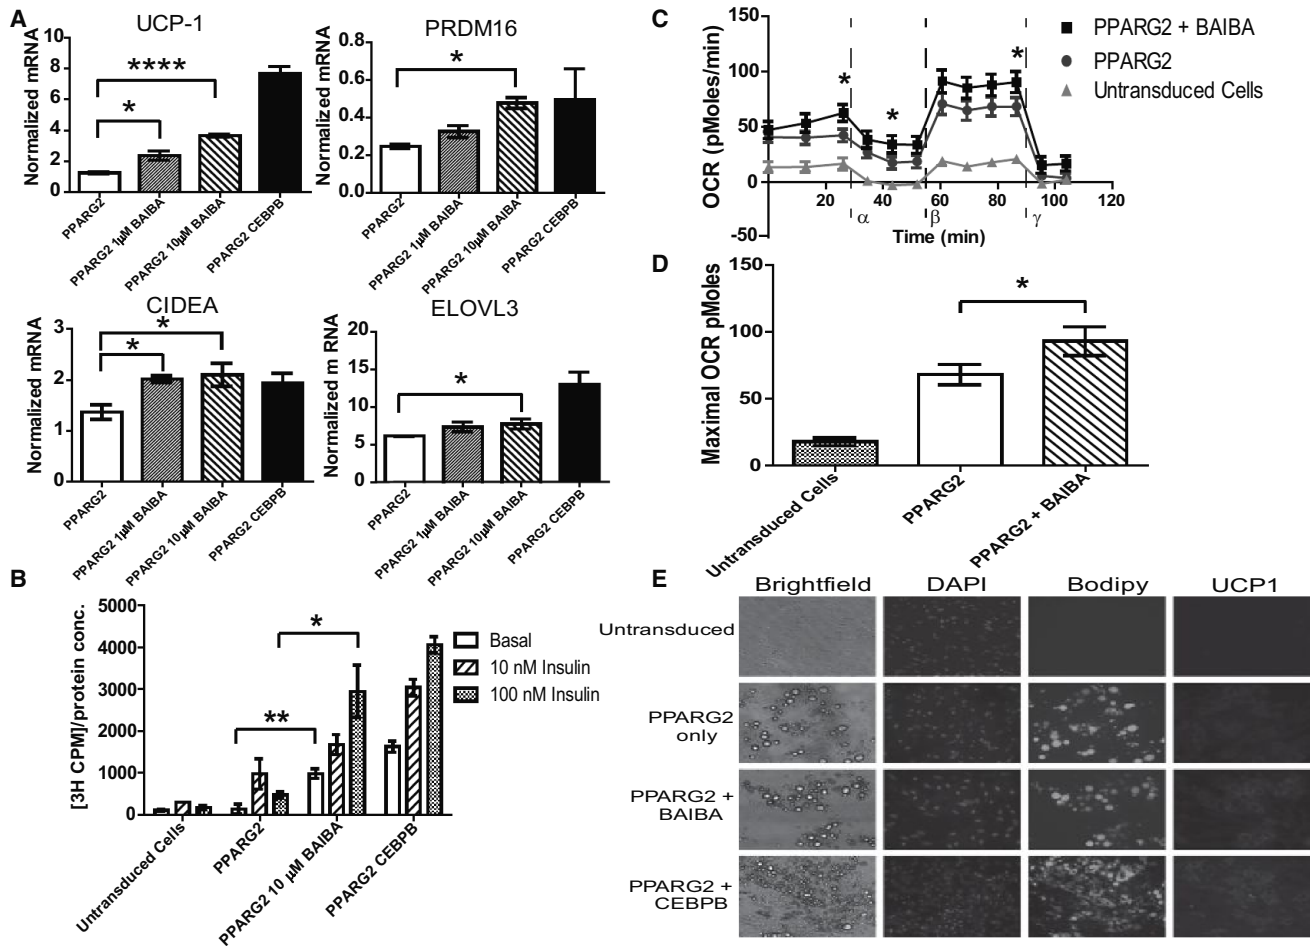 A
UCP-1
Normalized mRNA
10
8
6
4
2
0
****
*
PPARG2
PPARG2 1µM BAIBA
PPARG2 10µM BAIBA
PPARG2 CEBPB
PRDM16
Normalized mRNA
0.8
0.6
0.4
0.2
0.0
*
PPARG2
PPARG2 1µM BAIBA
PPARG2 10µM BAIBA
PPARG2 CEBPB
CIDEA
Normalized mRNA
3
2
1
0
*
*
PPARG2
PPARG2 1µM BAIBA
PPARG2 10µM BAIBA
PPARG2 CEBPB
ELOVL3
Normalized m RNA
20
15
10
5
0
*
PPARG2
PPARG2 1µM BAIBA
PPARG2 10µM BAIBA
PPARG2 CEBPB
B
[3H CPM]/protein conc.
5000
4000
3000
2000
1000
0
**
*
Basal
10 nM Insulin
100 nM Insulin
Untransduced Cells
PPARG2
PPARG2 10 µM BAIBA
PPARG2 CEBPB
C
OCR (pMoles/min)
150
100
50
0
-50
* * *
20 40 60 80 100 120
α β γ
Time (min)
PPARG2 + BAIBA
PPARG2
Untransduced Cells
D
Maximal OCR pMoles
150
100
50
0
*
Untransduced Cells
PPARG2
PPARG2 + BAIBA
E
Brightfield DAPI Bodipy UCP1
Untransduced
PPARG2
only
PPARG2 +
BAIBA
PPARG2 +
CEBPB